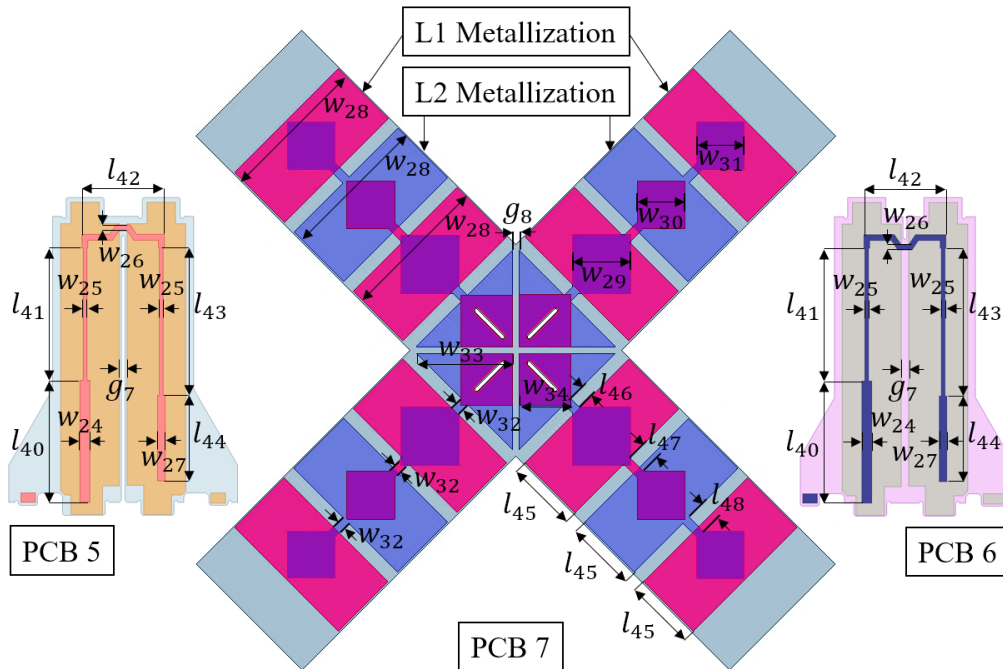 L1 Metallization
L2 Metallization
w₂₈
w₂₈
w₂₈
g₈
w₃₁
w₃₀
w₂₉
w₃₃
w₃₄
l₄₆
w₃₂
w₃₂
w₃₂
l₄₇
l₄₈
l₄₅
l₄₅
l₄₅
PCB 7
l₄₂
w₂₆
w₂₅
w₂₅
l₄₁
l₄₃
g₇
w₂₄
l₄₀
l₄₄
w₂₇
PCB 5
l₄₂
w₂₆
w₂₅
w₂₅
l₄₁
l₄₃
g₇
w₂₄
l₄₀
l₄₄
w₂₇
PCB 6